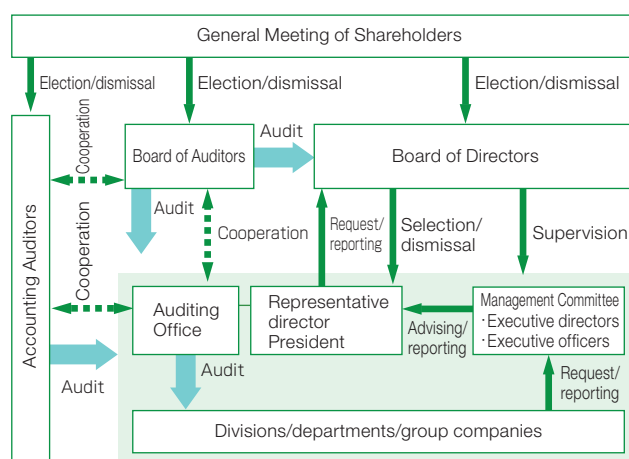 General Meeting of Shareholders
Election/dismissal
Election/dismissal
Election/dismissal
Cooperation
Board of Auditors
Audit
Board of Directors
Audit
Cooperation
Request/
reporting
Selection/
dismissal
Supervision
Accounting Auditors
Cooperation
Auditing
Office
Representative
director
President
Advising/
reporting
Management Committee
・Executive directors
・Executive officers
Audit
Audit
Request/
reporting
Divisions/departments/group companies